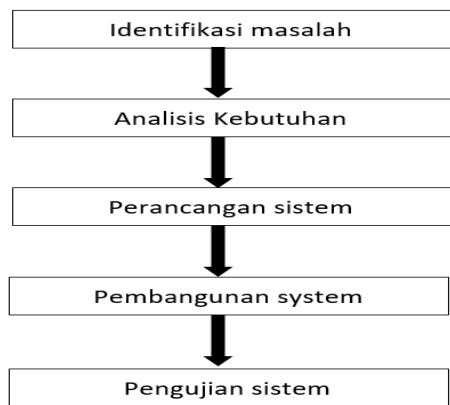 Identifikasi masalah
Analisis Kebutuhan
Perancangan sistem
Pembangunan system
Pengujian sistem